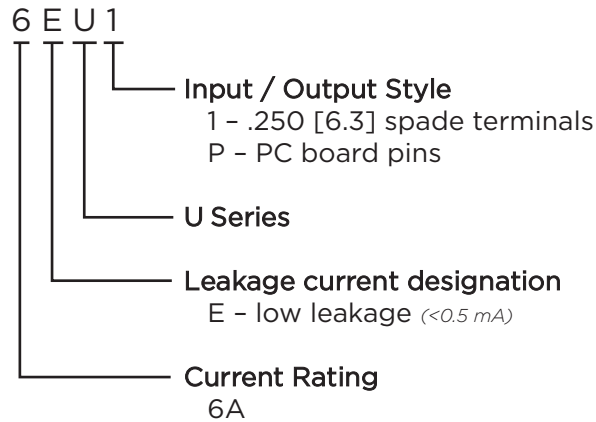 6 E U 1
Input / Output Style
1 – .250 [6.3] spade terminals
P – PC board pins
U Series
Leakage current designation
E – low leakage (<0.5 mA)
Current Rating
6A